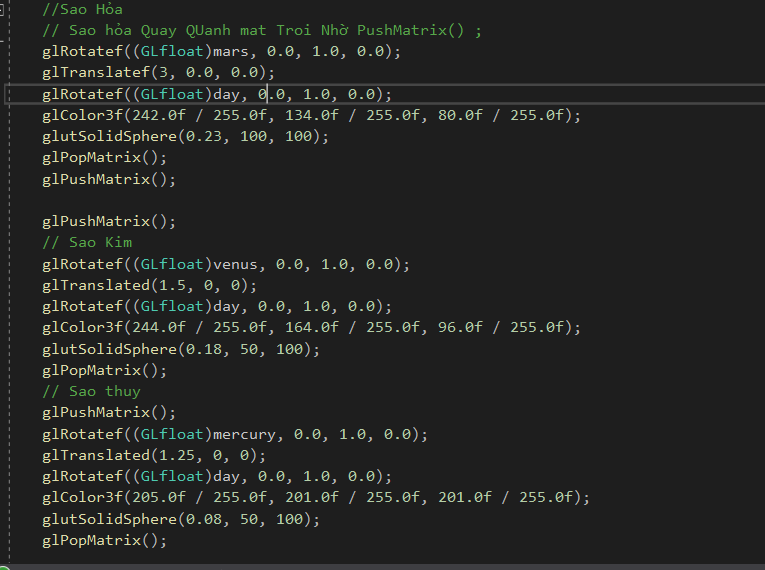 //Sao Hỏa
// Sao hỏa Quay QUanh mat Troi Nhờ PushMatrix() ;
glRotatef((GLfloat)mars, 0.0, 1.0, 0.0);
glTranslatef(3, 0.0, 0.0);
glRotatef((GLfloat)day, 0.0, 1.0, 0.0);
glColor3f(242.0f / 255.0f, 134.0f / 255.0f, 80.0f / 255.0f);
glutSolidSphere(0.23, 100, 100);
glPopMatrix();
glPushMatrix();
glPushMatrix();
// Sao Kim
glRotatef((GLfloat)venus, 0.0, 1.0, 0.0);
glTranslated(1.5, 0, 0);
glRotatef((GLfloat)day, 0.0, 1.0, 0.0);
glColor3f(244.0f / 255.0f, 164.0f / 255.0f, 96.0f / 255.0f);
glutSolidSphere(0.18, 50, 100);
glPopMatrix();
// Sao thuy
glPushMatrix();
glRotatef((GLfloat)mercury, 0.0, 1.0, 0.0);
glTranslated(1.25, 0, 0);
glRotatef((GLfloat)day, 0.0, 1.0, 0.0);
glColor3f(205.0f / 255.0f, 201.0f / 255.0f, 201.0f / 255.0f);
glutSolidSphere(0.08, 50, 100);
glPopMatrix();